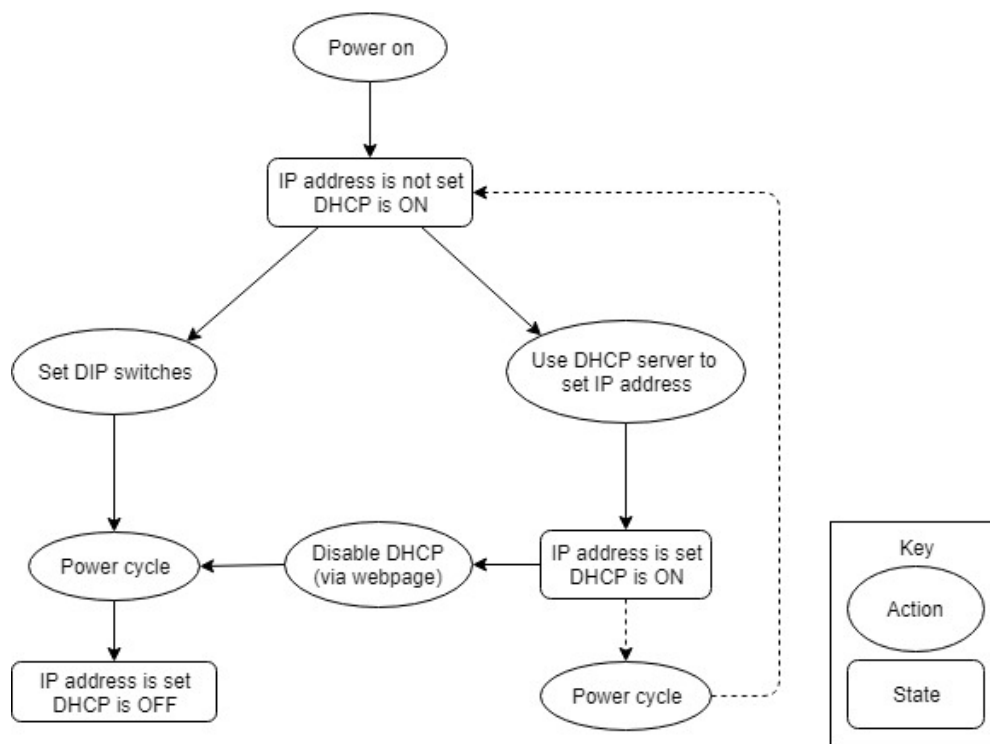 Power on
IP address is not set
DHCP is ON
Set DIP switches
Use DHCP server to
set IP address
Power cycle
Disable DHCP
(via webpage)
IP address is set
DHCP is ON
IP address is set
DHCP is OFF
Power cycle
Key
Action
State